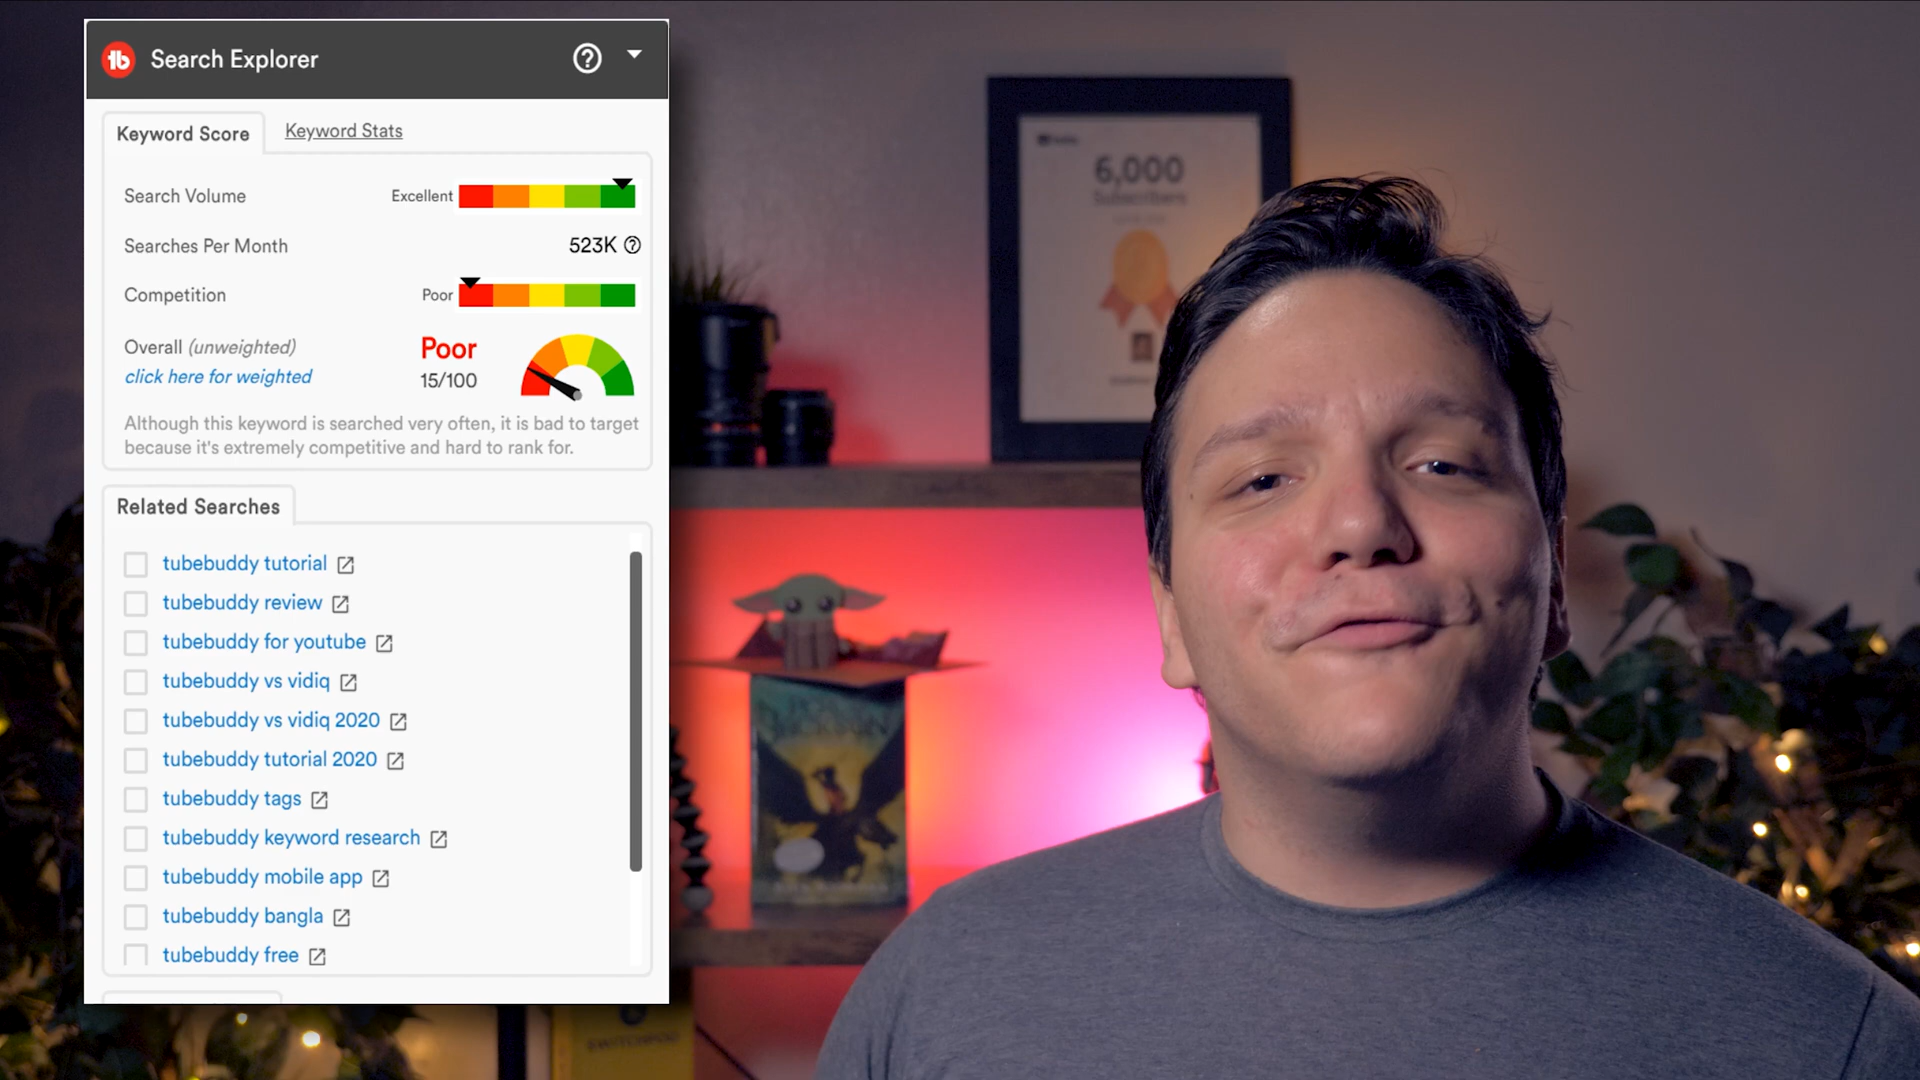 tb Search Explorer ?
Keyword Score Keyword Stats
Search Volume Excellent
Searches Per Month 523K ?
Competition Poor
Overall (unweighted) Poor
click here for weighted 15/100
Although this keyword is searched very often, it is bad to target
because it's extremely competitive and hard to rank for.
Related Searches
tubebuddy tutorial
tubebuddy review
tubebuddy for youtube
tubebuddy vs vidiq
tubebuddy vs vidiq 2020
tubebuddy tutorial 2020
tubebuddy tags
tubebuddy keyword research
tubebuddy mobile app
tubebuddy bangla
tubebuddy free
6,000
Subscribers